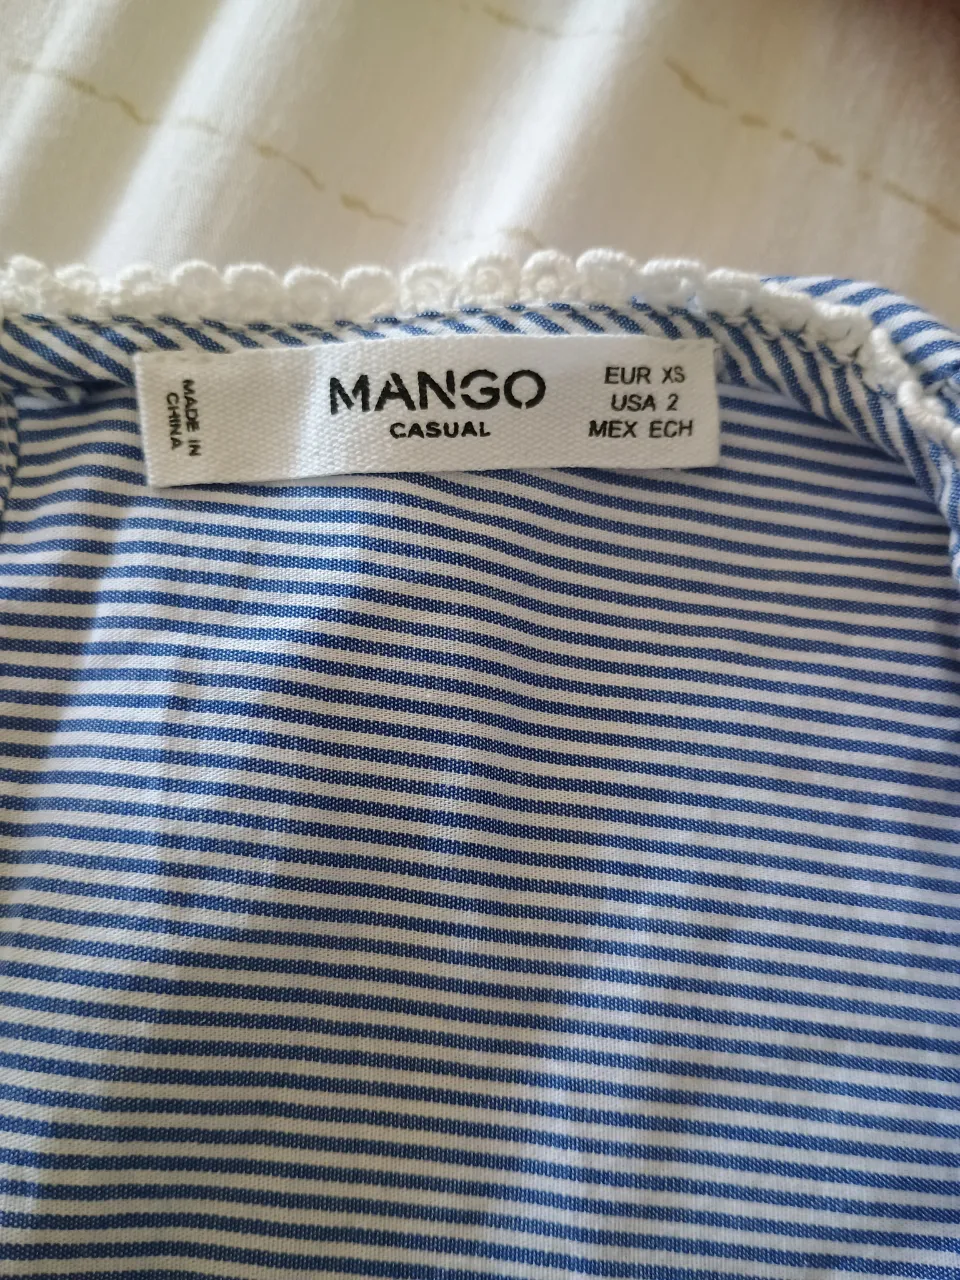 MADE IN
CHINA
MANGO
CASUAL
EUR XS
USA 2
MEX ECH